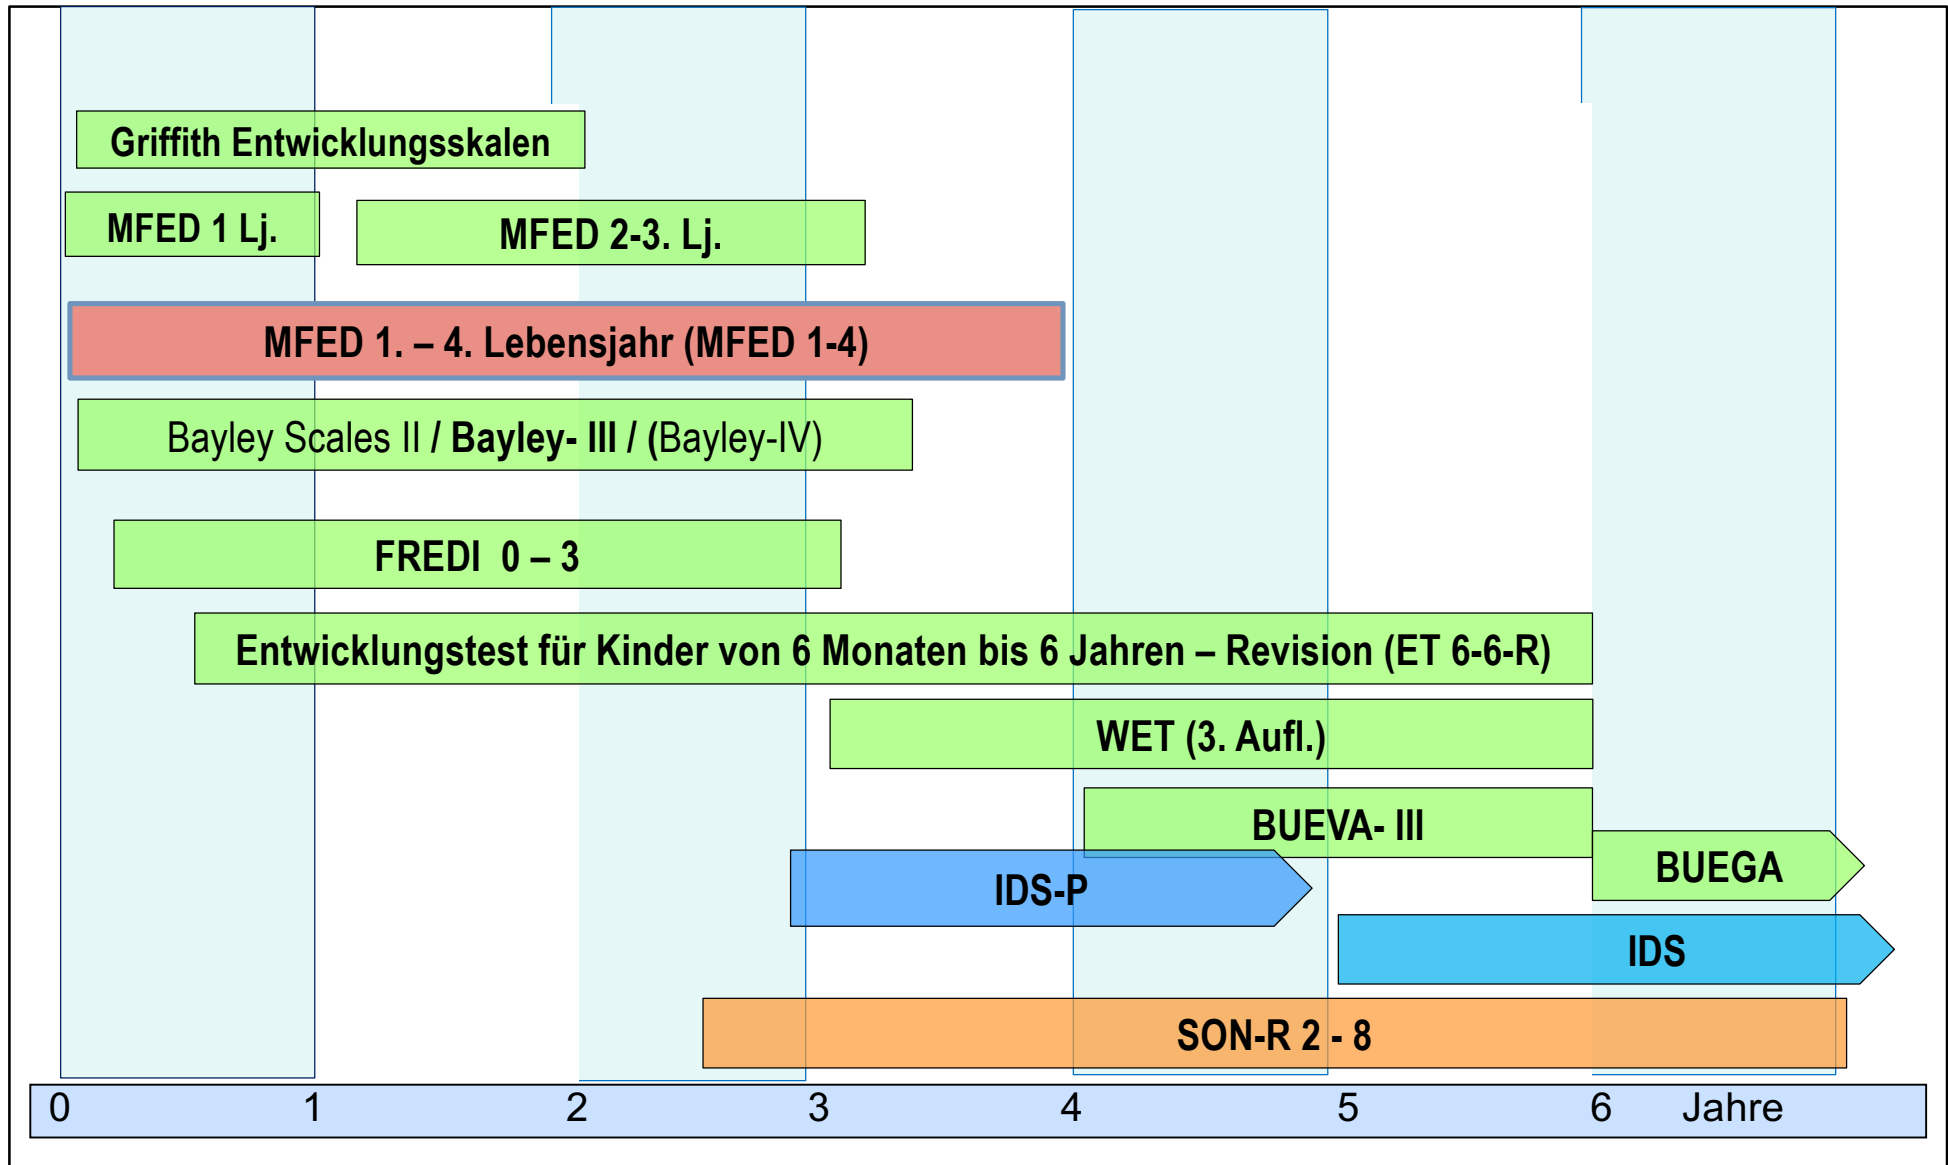 Griffith Entwicklungsskalen
MFED 1 Lj.
MFED 2-3. Lj.
MFED 1. – 4. Lebensjahr (MFED 1-4)
Bayley Scales II / Bayley- III / (Bayley-IV)
FREDI 0 – 3
Entwicklungstest für Kinder von 6 Monaten bis 6 Jahren – Revision (ET 6-6-R)
WET (3. Aufl.)
BUEVA- III
BUEGA
IDS-P
IDS
SON-R 2 - 8
0 1 2 3 4 5 6 Jahre